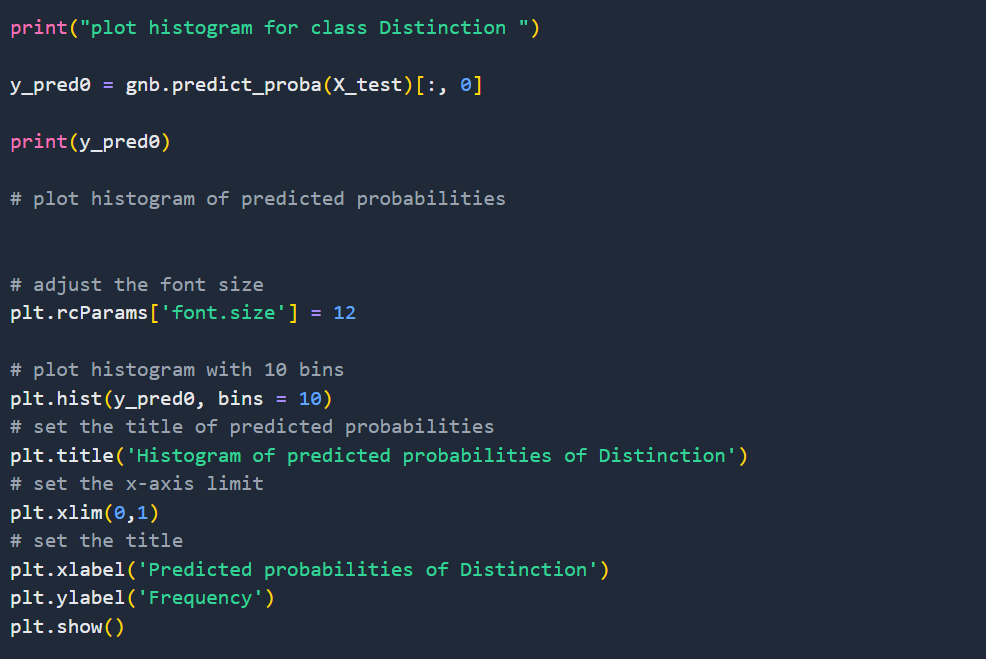 print("plot histogram for class Distinction ")
y_pred0 = gnb.predict_proba(X_test)[:, 0]
print(y_pred0)
# plot histogram of predicted probabilities
# adjust the font size
plt.rcParams['font.size'] = 12
# plot histogram with 10 bins
plt.hist(y_pred0, bins = 10)
# set the title of predicted probabilities
plt.title('Histogram of predicted probabilities of Distinction')
# set the x-axis limit
plt.xlim(0,1)
# set the title
plt.xlabel('Predicted probabilities of Distinction')
plt.ylabel('Frequency')
plt.show()